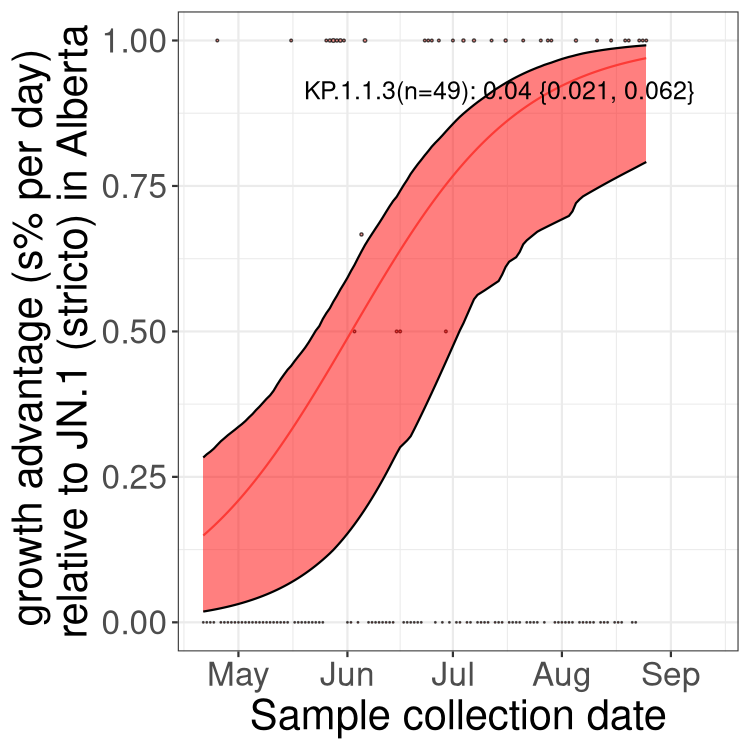 growth advantage (s% per day)
relative to JN.1 (stricto) in Alberta
1.00
0.75
0.50
0.25
0.00
KP.1.1.3(n=49): 0.04 {0.021, 0.062}
May Jun Jul Aug Sep
Sample collection date